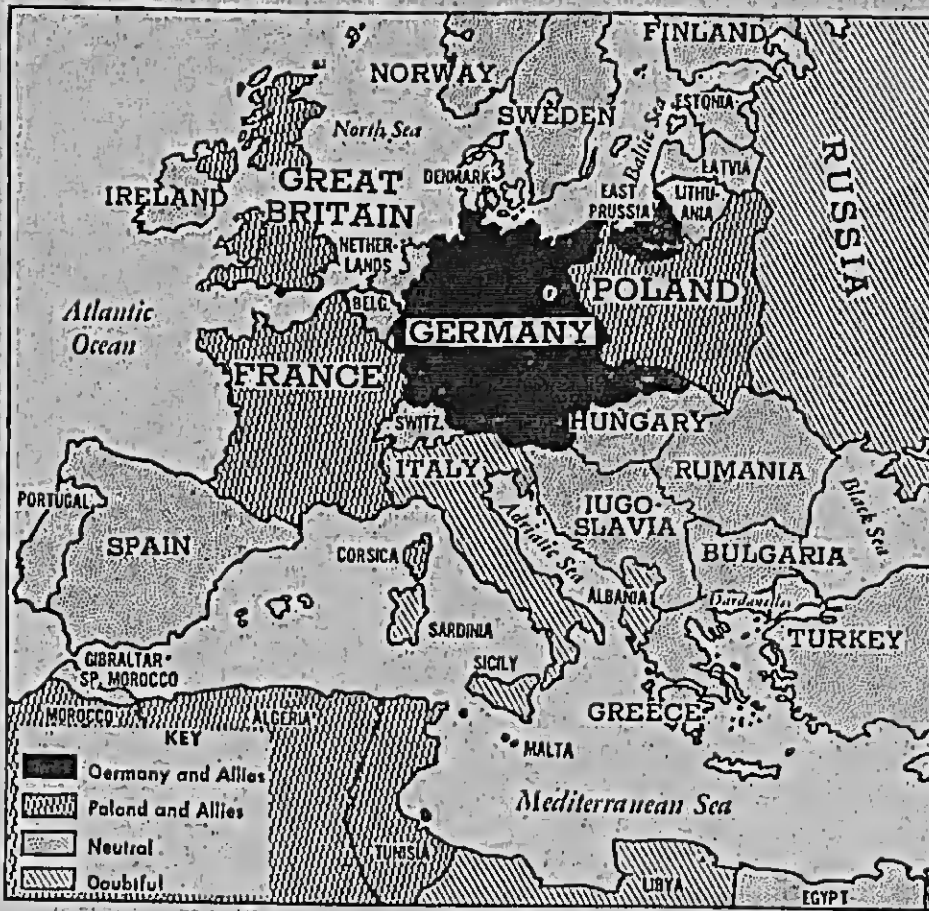 FINLAND
NORWAY
SWEDEN
ESTONIA
North Sea
Baltic Sea
LATVIA
DENMARK
IRELAND
GREAT
BRITAIN
EAST
PRUSSIA
LITHU-
ANIA
RUSSIA
NETHER-
LANDS
POLAND
BELG.
Atlantic
Ocean
GERMANY
FRANCE
SWITZ.
HUNGARY
ITALY
RUMANIA
PORTUGAL
SPAIN
Adriatic Sea
JUGO-
SLAVIA
Black Sea
CORSICA
BULGARIA
ALBANIA
Dardanelles
SARDINIA
TURKEY
GIBRALTAR
SP. MOROCCO
SICILY
GREECE
MOROCCO
ALGERIA
MALTA
KEY
Germany and Allies
Poland and Allies
Neutral
Doubtful
Mediterranean Sea
TUNISIA
LIBYA
EGYPT